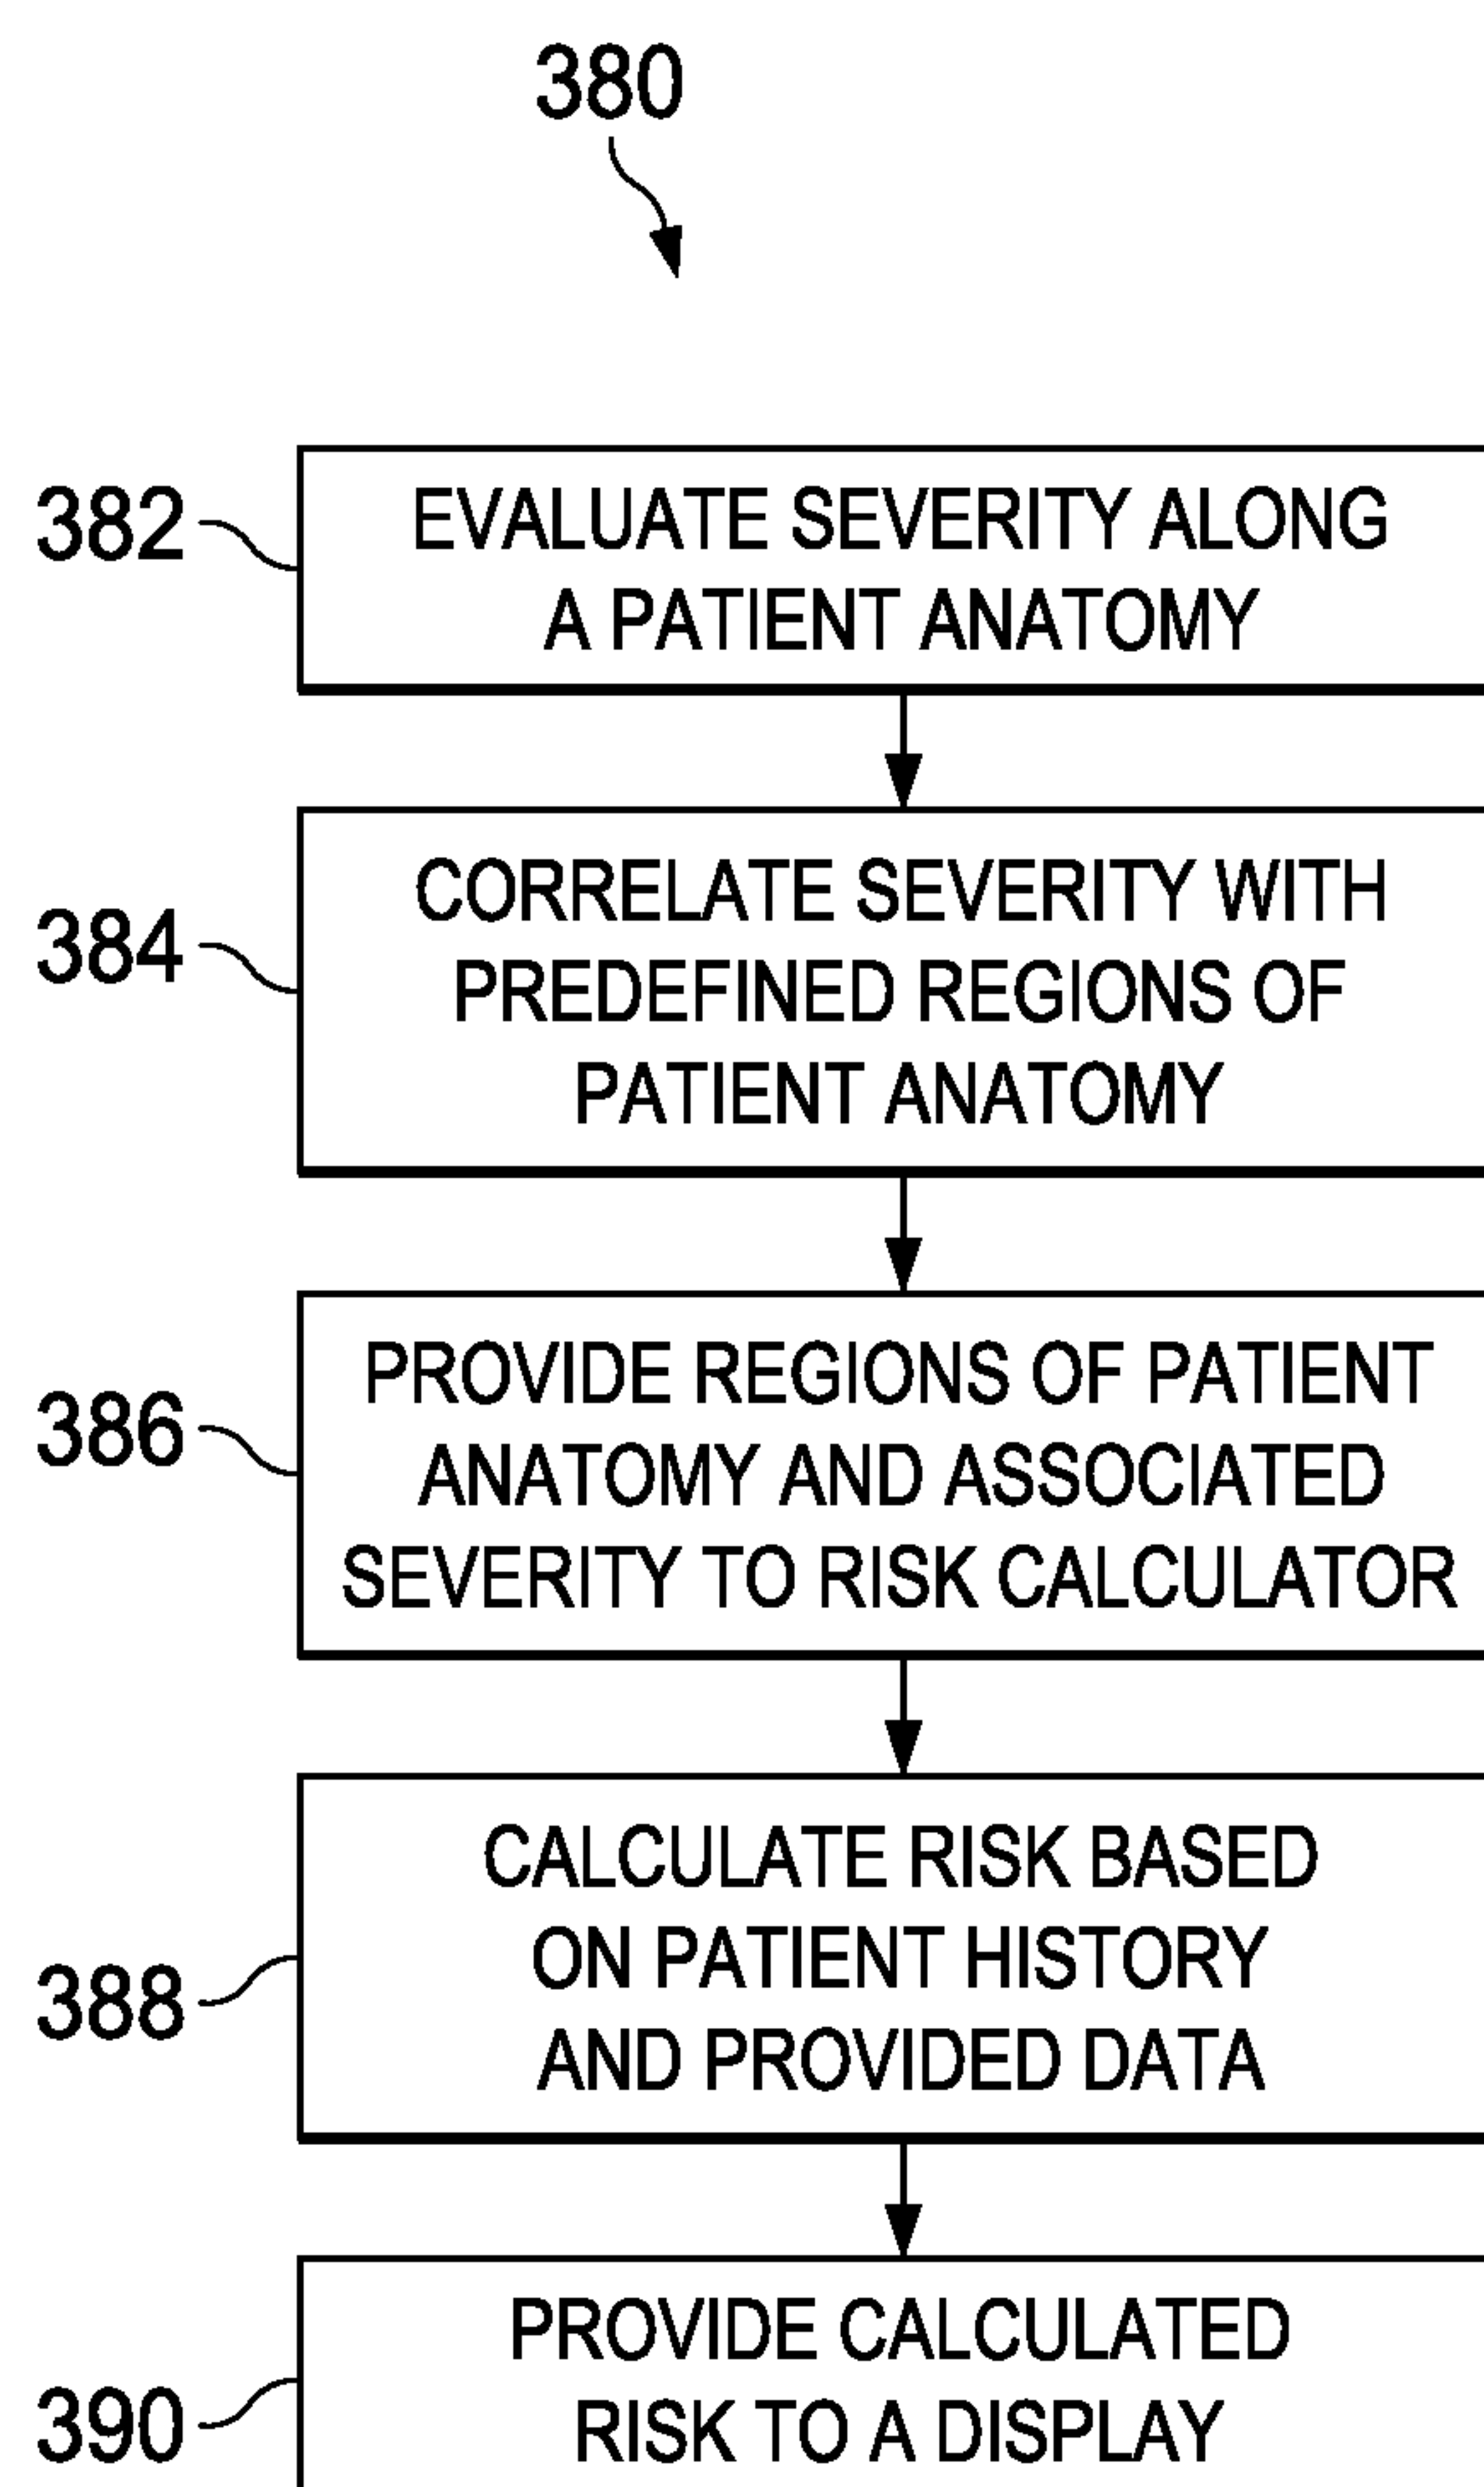 380
382
EVALUATE SEVERITY ALONG
A PATIENT ANATOMY
384
CORRELATE SEVERITY WITH
PREDEFINED REGIONS OF
PATIENT ANATOMY
386
PROVIDE REGIONS OF PATIENT
ANATOMY AND ASSOCIATED
SEVERITY TO RISK CALCULATOR
388
CALCULATE RISK BASED
ON PATIENT HISTORY
AND PROVIDED DATA
390
PROVIDE CALCULATED
RISK TO A DISPLAY